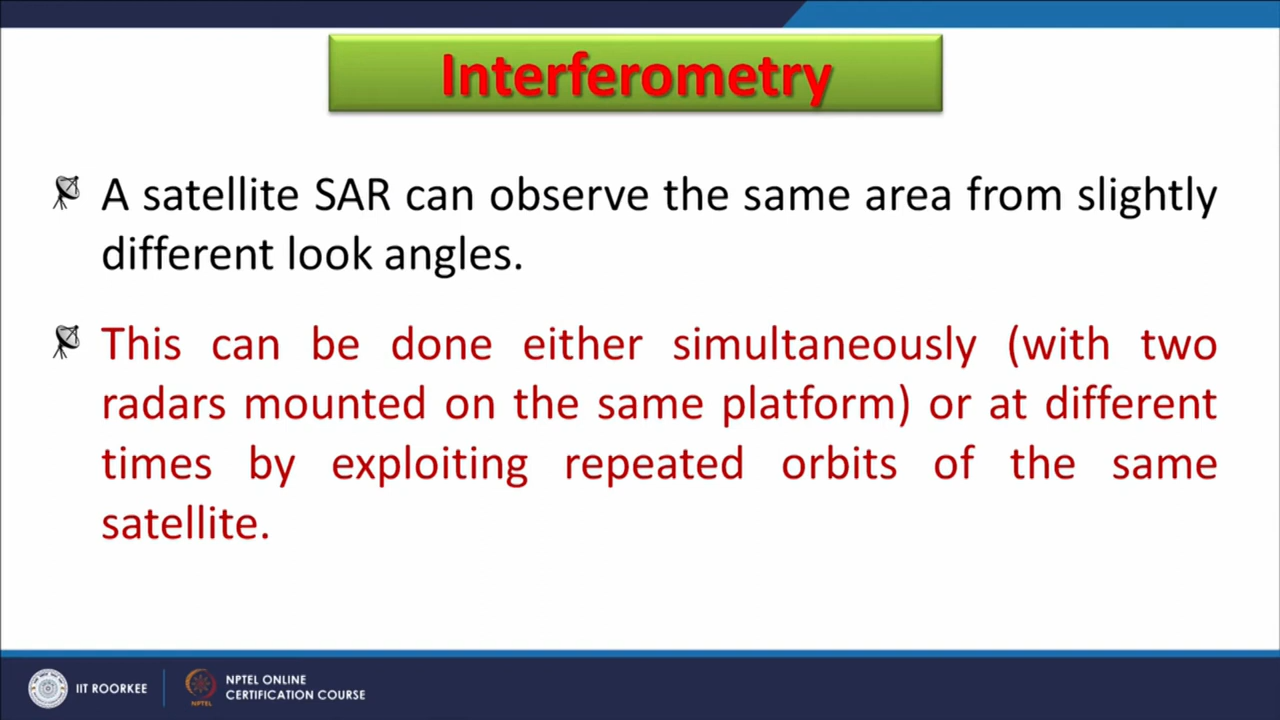 Interferometry
A satellite SAR can observe the same area from slightly
different look angles.
This can be done either simultaneously (with two
radars mounted on the same platform) or at different
times by exploiting repeated orbits of the same
satellite.
IIT ROORKEE
NPTEL
NPTEL ONLINE
CERTIFICATION COURSE